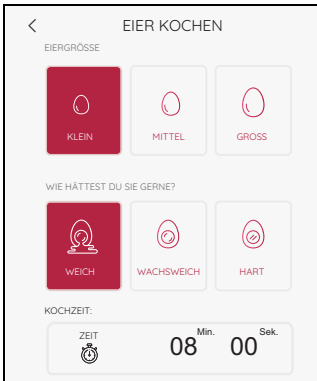 EIER KOCHEN
EIERGRÖSSE
KLEIN MITTEL GROSS
WIE HÄTTEST DU SIE GERNE?
WEICH WACHSWEICH HART
KOCHZEIT:
ZEIT 08 Min. 00 Sek.